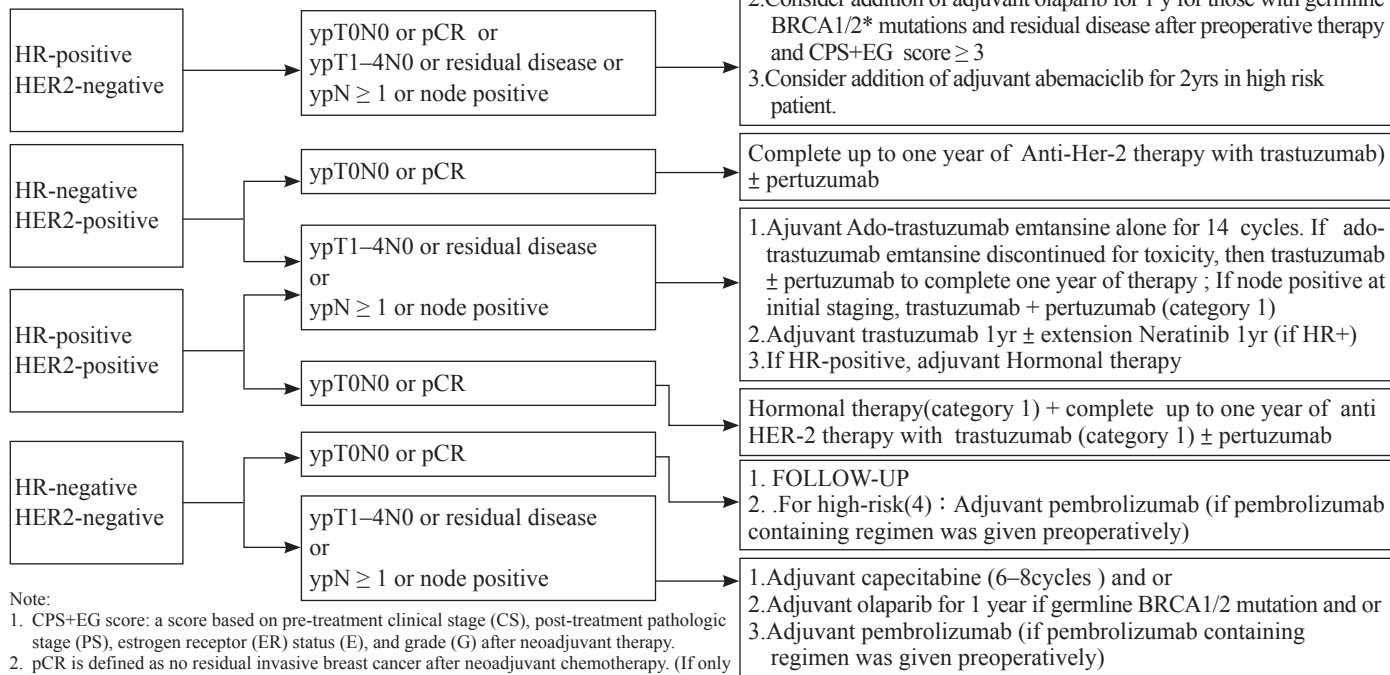 2.Consider addition of adjuvant olaparib for 1 y for those with germline
BRCA1/2* mutations and residual disease after preoperative therapy
and CPS+EG score ≥ 3
3.Consider addition of adjuvant abemaciclib for 2yrs in high risk
patient.
HR-positive
HER2-negative
ypT0N0 or pCR or
ypT1–4N0 or residual disease or
ypN ≥ 1 or node positive
HR-negative
HER2-positive
ypT0N0 or pCR
Complete up to one year of Anti-Her-2 therapy with trastuzumab)
± pertuzumab
ypT1–4N0 or residual disease
or
ypN ≥ 1 or node positive
1.Ajuvant Ado-trastuzumab emtansine alone for 14 cycles. If ado-
trastuzumab emtansine discontinued for toxicity, then trastuzumab
± pertuzumab to complete one year of therapy ; If node positive at
initial staging, trastuzumab + pertuzumab (category 1)
2.Adjuvant trastuzumab 1yr ± extension Neratinib 1yr (if HR+)
3.If HR-positive, adjuvant Hormonal therapy
HR-positive
HER2-positive
ypT0N0 or pCR
Hormonal therapy(category 1) + complete up to one year of anti
HER-2 therapy with trastuzumab (category 1) ± pertuzumab
HR-negative
HER2-negative
ypT0N0 or pCR
1. FOLLOW-UP
2. .For high-risk(4)：Adjuvant pembrolizumab (if pembrolizumab
containing regimen was given preoperatively)
ypT1–4N0 or residual disease
or
ypN ≥ 1 or node positive
1.Adjuvant capecitabine (6–8cycles ) and or
2.Adjuvant olaparib for 1 year if germline BRCA1/2 mutation and or
3.Adjuvant pembrolizumab (if pembrolizumab containing
regimen was given preoperatively)
Note:
1. CPS+EG score: a score based on pre-treatment clinical stage (CS), post-treatment pathologic
stage (PS), estrogen receptor (ER) status (E), and grade (G) after neoadjuvant therapy.
2. pCR is defined as no residual invasive breast cancer after neoadjuvant chemotherapy. (If only